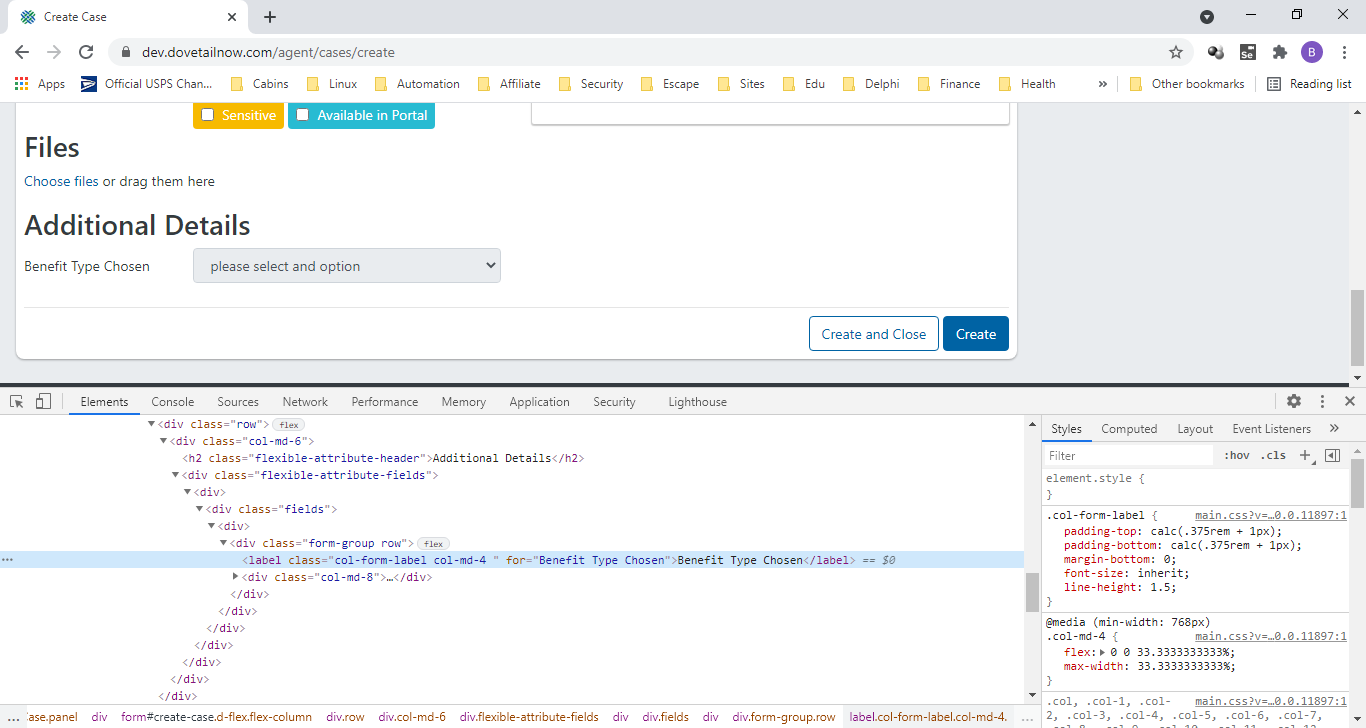 Create Case
dev.dovetailnow.com/agent/cases/create
B
Apps Official USPS Chan... Cabins Linux Automation Affiliate Security Escape Sites Edu Delphi Finance Health » Other bookmarks Reading list
Sensitive Available in Portal
Files
Choose files or drag them here
Additional Details
Benefit Type Chosen please select and option
Create and Close Create
Elements Console Sources Network Performance Memory Application Security Lighthouse
<div class="row"> flex
<div class="col-md-6">
<h2 class="flexible-attribute-header">Additional Details</h2>
<div class="flexible-attribute-fields">
<div>
<div class="fields">
<div>
<div class="form-group row"> flex
<label class="col-form-label col-md-4 " for="Benefit Type Chosen">Benefit Type Chosen</label> == $0
<div class="col-md-8">…</div>
</div>
</div>
</div>
</div>
</div>
</div>
</div>
... ase.panel div form#create-case.d-flex.flex-column div.row div.col-md-6 div.flexible-attribute-fields div div.fields div div.form-group.row label.col-form-label.col-md-4. ...
Styles Computed Layout Event Listeners »
Filter :hov .cls +
element.style {
}
.col-form-label { main.css?v=…0.0.11897:1
padding-top: calc(.375rem + 1px);
padding-bottom: calc(.375rem + 1px);
margin-bottom: 0;
font-size: inherit;
line-height: 1.5;
}
@media (min-width: 768px)
.col-md-4 { main.css?v=…0.0.11897:1
flex: 0 0 33.3333333333%;
max-width: 33.3333333333%;
}
.col, .col-1, .col- main.css?v=…0.0.11897:1
2, .col-3, .col-4, .col-5, .col-6, .col-7,